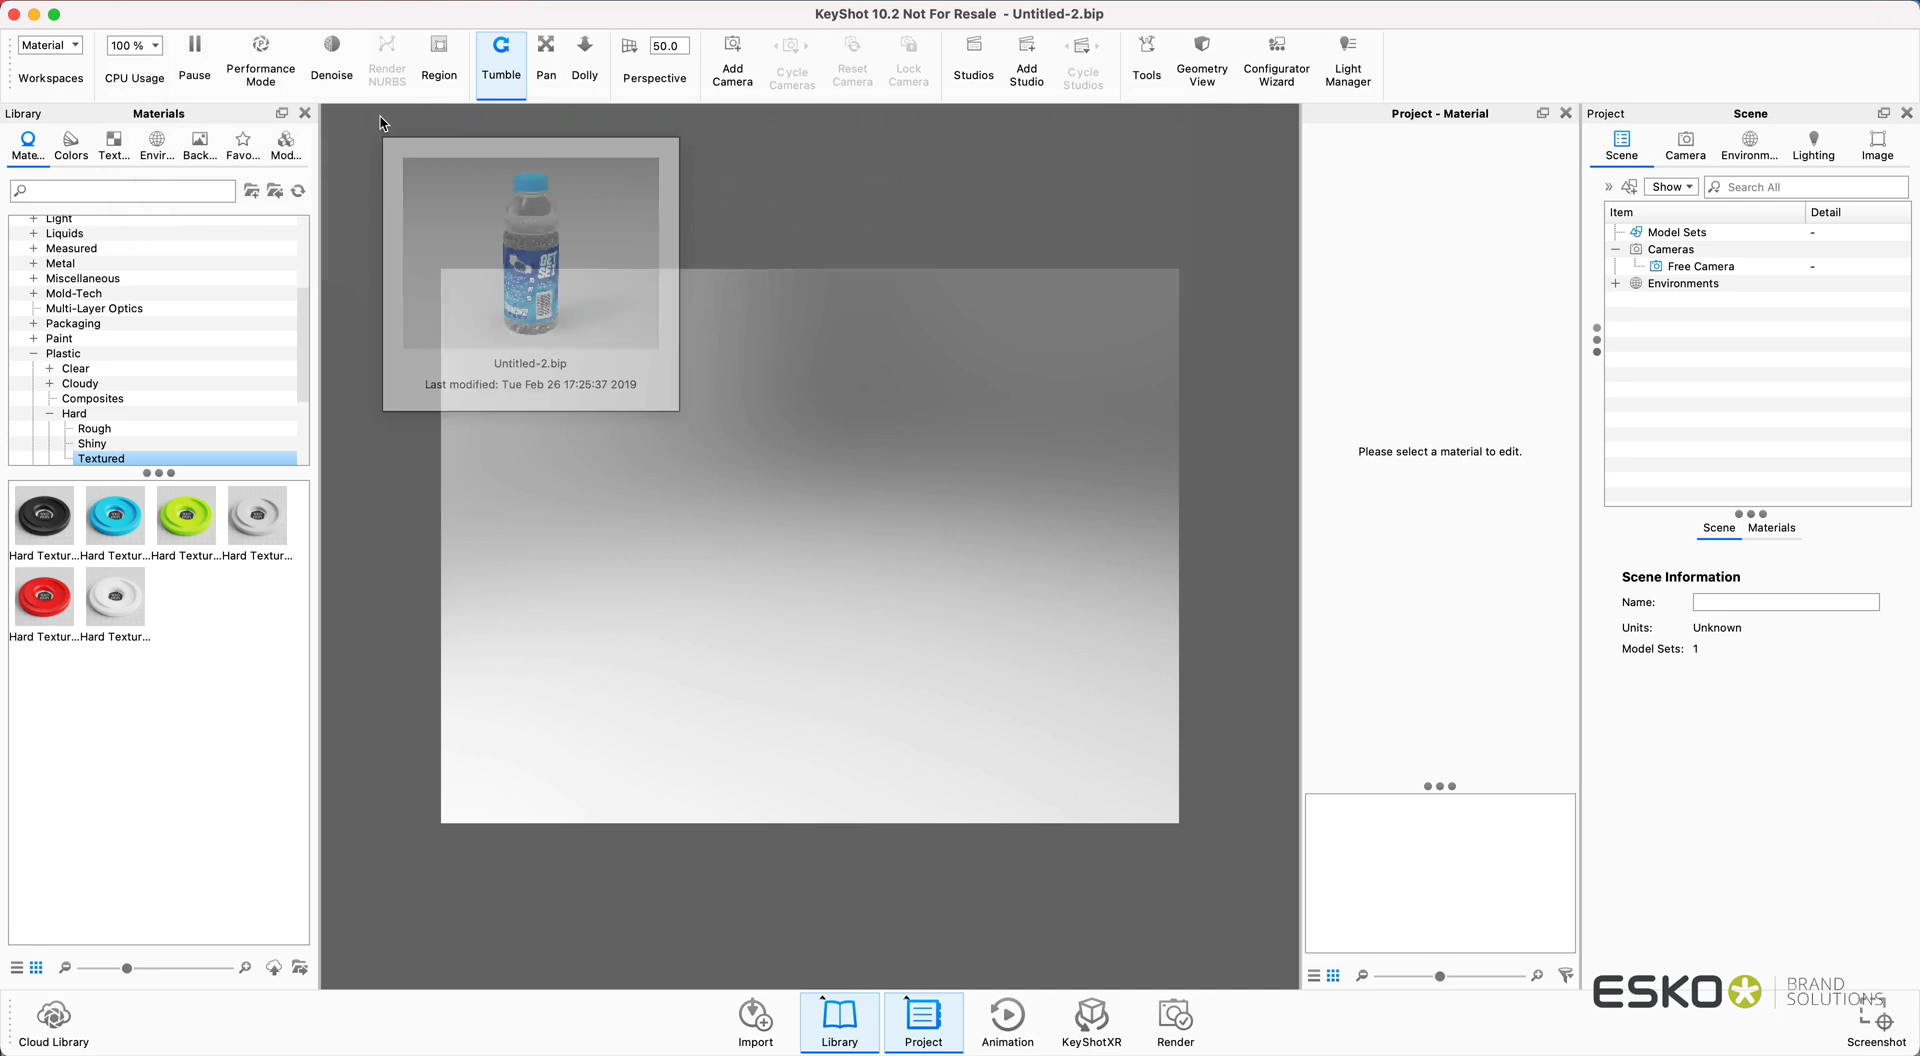 KeyShot 10.2 Not For Resale - Untitled-2.bip
Material
Workspaces
100 %
CPU Usage
Pause
Performance
Mode
Denoise
Render
NURBS
Region
Tumble
Pan
Dolly
50.0
Perspective
Add
Camera
Cycle
Cameras
Reset
Camera
Lock
Camera
Studios
Add
Studio
Cycle
Studios
Tools
Geometry
View
Configurator
Wizard
Light
Manager
Library
Materials
Mate...
Colors
Text...
Envir...
Back...
Favo...
Mod...
Light
Liquids
Measured
Metal
Miscellaneous
Mold-Tech
Multi-Layer Optics
Packaging
Paint
Plastic
Clear
Cloudy
Composites
Hard
Rough
Shiny
Textured
Hard Textur...
Hard Textur...
Hard Textur...
Hard Textur...
Hard Textur...
Hard Textur...
Untitled-2.bip
Last modified: Tue Feb 26 17:25:37 2019
Project - Material
Please select a material to edit.
Project
Scene
Scene
Camera
Environm...
Lighting
Image
Show
Search All
Item
Detail
Model Sets
-
Cameras
Free Camera
-
Environments
Scene
Materials
Scene Information
Name:
Units: Unknown
Model Sets: 1
Cloud Library
Import
Library
Project
Animation
KeyShotXR
Render
ESKO
BRAND
SOLUTIONS
Screenshot